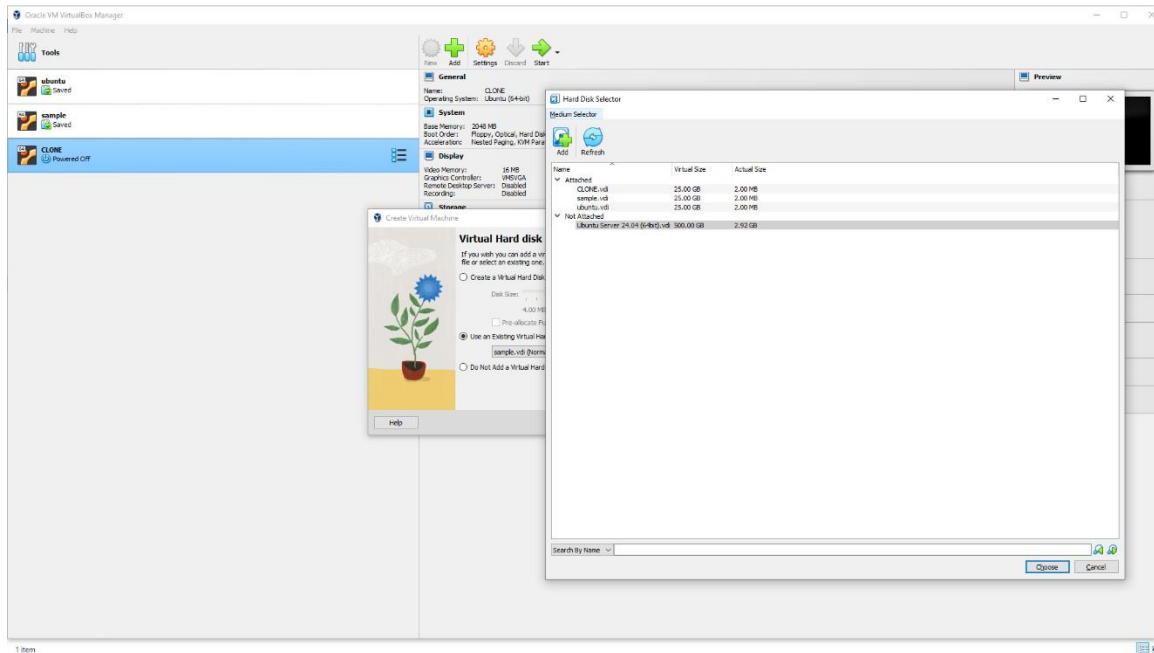 Oracle VM VirtualBox Manager
File Machine Help
Tools
ubuntu
Saved
sample
Saved
CLONE
Powered Off
New Add Settings Discard Start
General
Name: CLONE
Operating System: Ubuntu (64-bit)
System
Base Memory: 2048 MB
Boot Order: Floppy, Optical, Hard Disk
Acceleration: Nested Paging, KVM Para
Display
Video Memory: 16 MB
Graphics Controller: VMSVGA
Remote Desktop Server: Disabled
Recording: Disabled
Storage
Preview
Create Virtual Machine
Virtual Hard disk
If you wish you can add a vir
file or select an existing one.
Create a Virtual Hard Disk
Disk Size:
4.00 MB
Pre-allocate Fu
Use an Existing Virtual Har
sample.vdi (Norma
Do Not Add a Virtual Hard
Help
Hard Disk Selector
Medium Selector
Add Refresh
Name Virtual Size Actual Size
Attached
CLONE.vdi 25.00 GB 2.00 MB
sample.vdi 25.00 GB 2.00 MB
ubuntu.vdi 25.00 GB 2.00 MB
Not Attached
Ubuntu Server 24.04 (64bit).vdi 500.00 GB 2.92 GB
Search By Name
Choose Cancel
1 item